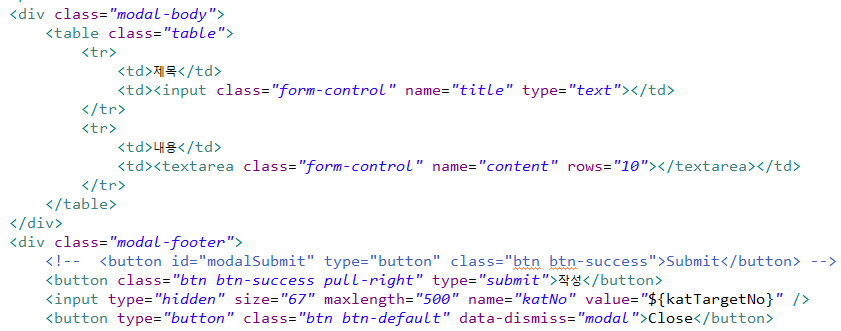 <div class="modal-body">
    <table class="table">
        <tr>
            <td>제목</td>
            <td><input class="form-control" name="title" type="text"></td>
        </tr>
        <tr>
            <td>내용</td>
            <td><textarea class="form-control" name="content" rows="10"></textarea></td>
        </tr>
    </table>
</div>
<div class="modal-footer">
    <!--  <button id="modalSubmit" type="button" class="btn btn-success">Submit</button> -->
    <button class="btn btn-success pull-right" type="submit">작성</button>
    <input type="hidden" size="67" maxlength="500" name="katNo" value="${katTargetNo}" />
    <button type="button" class="btn btn-default" data-dismiss="modal">Close</button>